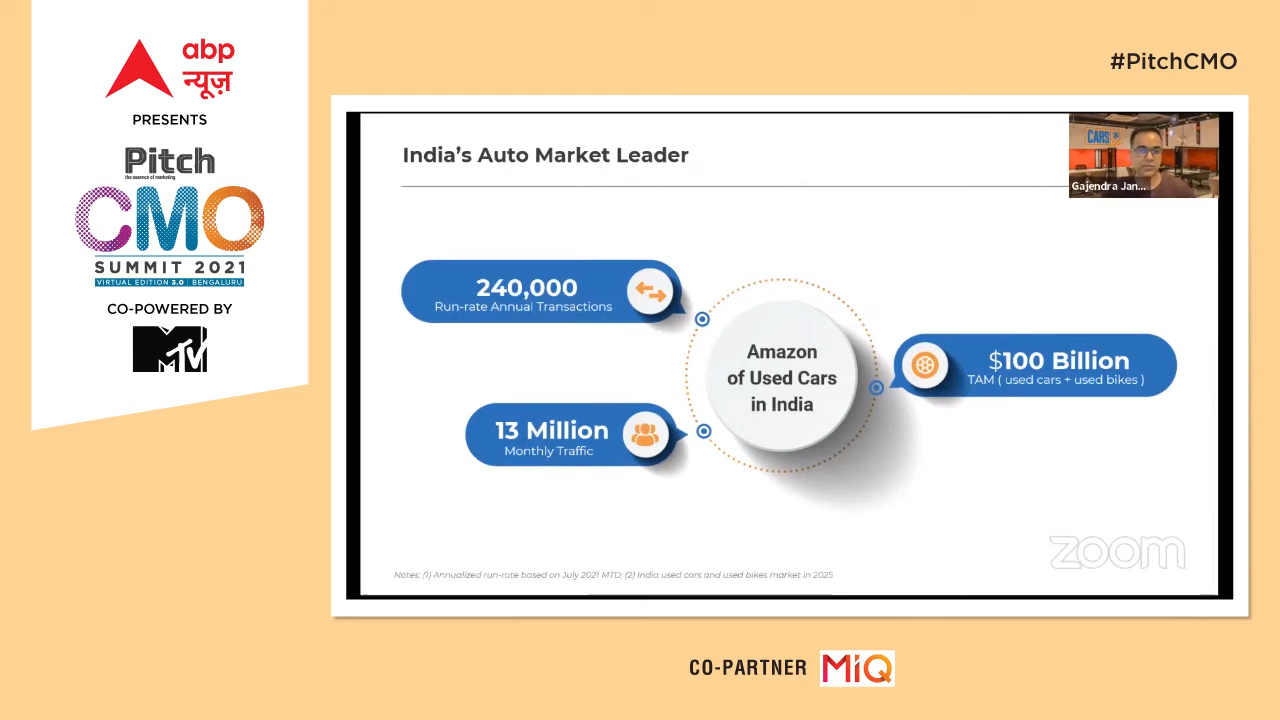 abp
न्यूज़
PRESENTS
Pitch
the essence of marketing
CMO
SUMMIT 2021
VIRTUAL EDITION 3.0 | BENGALURU
CO-POWERED BY
MTV
#PitchCMO
India's Auto Market Leader
CARS
Gajendra Jan...
240,000
Run-rate Annual Transactions
13 Million
Monthly Traffic
Amazon
of Used Cars
in India
$100 Billion
TAM ( used cars + used bikes )
zoom
Notes: (1) Annualized run-rate based on July 2021 MTD; (2) India used cars and used bikes market in 2025
CO-PARTNER MiQ